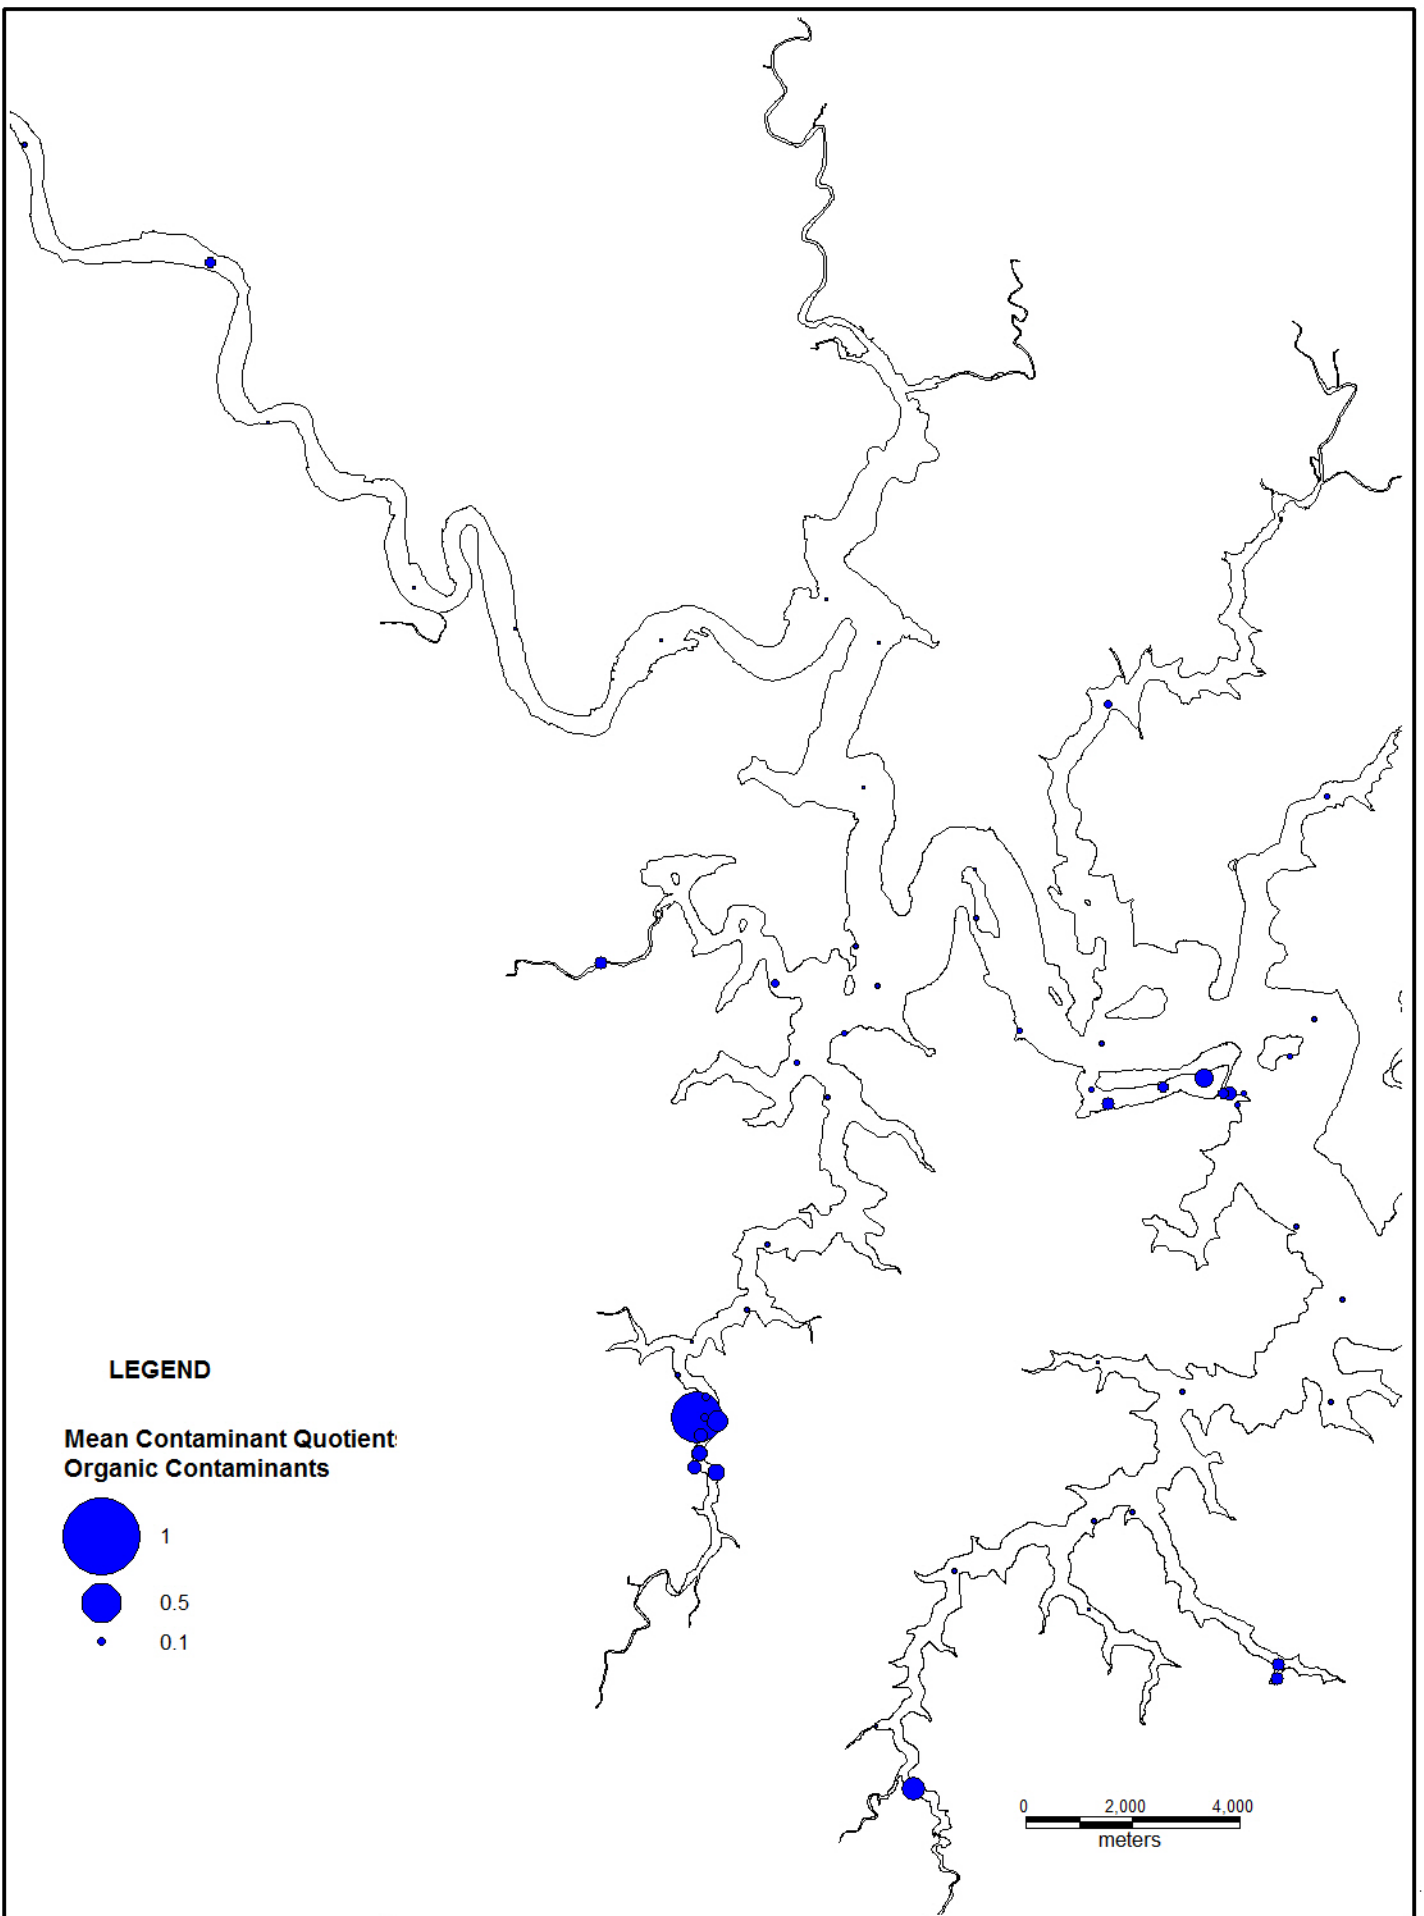 LEGEND
Mean Contaminant Quotient
Organic Contaminants
1
0.5
0.1
0 2,000 4,000
meters